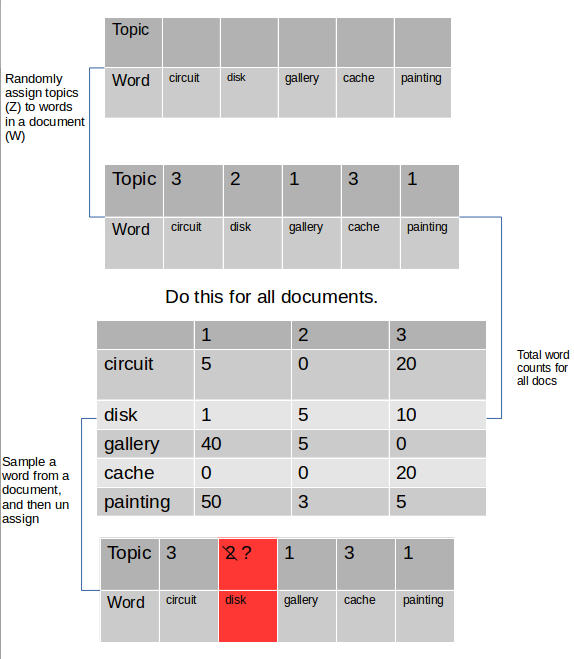 Topic
Word circuit disk gallery cache painting
Randomly
assign topics
(Z) to words
in a document
(W)
Topic 3 2 1 3 1
Word circuit disk gallery cache painting
Do this for all documents.
1 2 3
circuit 5 0 20
disk 1 5 10
gallery 40 5 0
cache 0 0 20
painting 50 3 5
Total word
counts for
all docs
Sample a
word from a
document,
and then un
assign
Topic 3 2 ? 1 3 1
Word circuit disk gallery cache painting